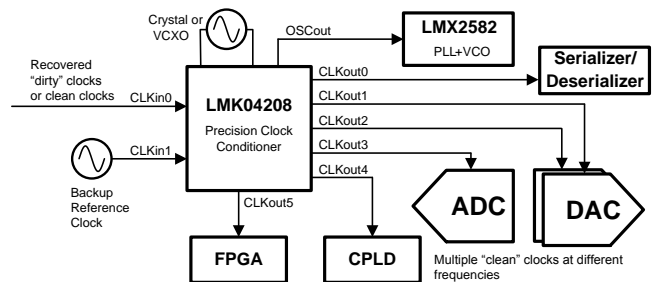 Crystal or
VCXO
OSCout
LMX2582
PLL+VCO
Recovered
"dirty" clocks
or clean clocks
CLKin0
LMK04208
Precision Clock
Conditioner
CLKout0
Serializer/
Deserializer
CLKout1
CLKout2
CLKout3
CLKout4
CLKin1
Backup
Reference
Clock
CLKout5
FPGA
CPLD
ADC
DAC
Multiple "clean" clocks at different
frequencies